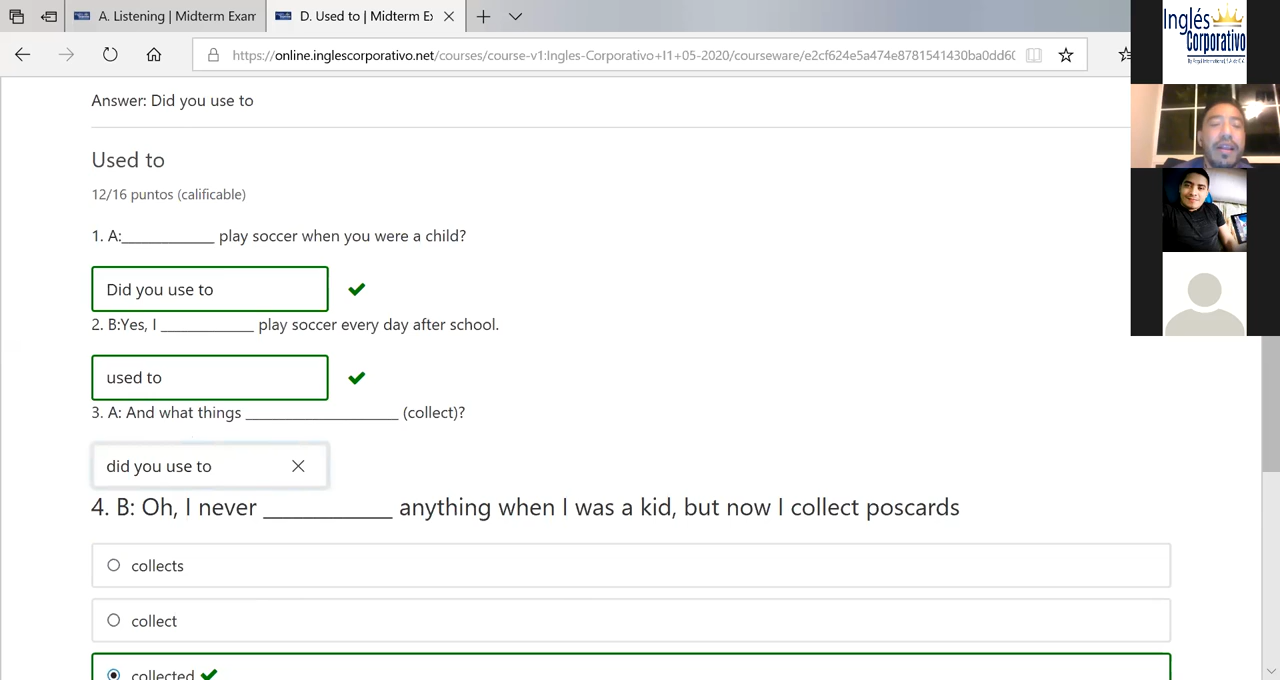 A. Listening | Midterm Exam
D. Used to | Midterm Ex
https://online.inglescorporativo.net/courses/course-v1:Ingles-Corporativo+I1+05-2020/courseware/e2cf624e5a474e8781541430ba0dd60
Inglés
Corporativo
Answer: Did you use to
Used to
12/16 puntos (calificable)
1. A:____________ play soccer when you were a child?
Did you use to
2. B:Yes, I ____________ play soccer every day after school.
used to
3. A: And what things ____________________ (collect)?
did you use to
4. B: Oh, I never ____________ anything when I was a kid, but now I collect poscards
collects
collect
collected